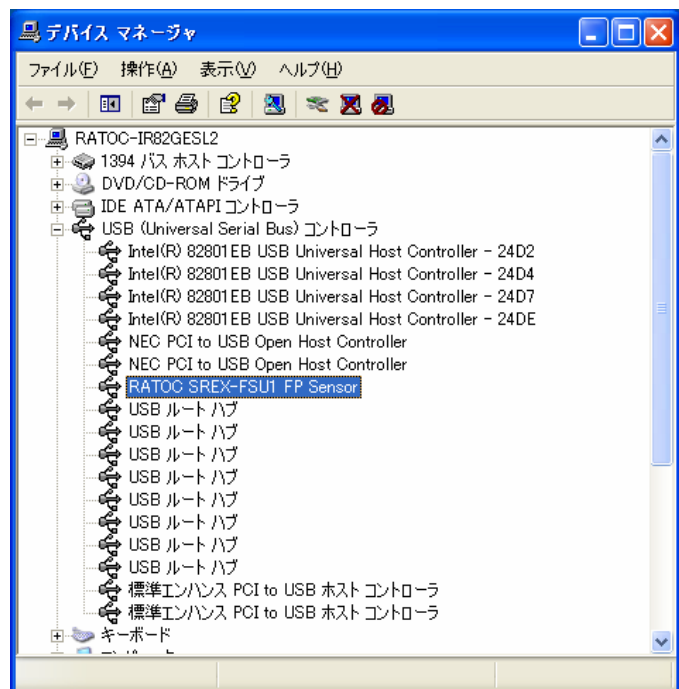 デバイス マネージャ
ファイル(F) 操作(A) 表示(V) ヘルプ(H)
RATOC-IR82GESL2
1394 バス ホスト コントローラ
DVD/CD-ROM ドライブ
IDE ATA/ATAPI コントローラ
USB (Universal Serial Bus) コントローラ
Intel(R) 82801EB USB Universal Host Controller - 24D2
Intel(R) 82801EB USB Universal Host Controller - 24D4
Intel(R) 82801EB USB Universal Host Controller - 24D7
Intel(R) 82801EB USB Universal Host Controller - 24DE
NEC PCI to USB Open Host Controller
NEC PCI to USB Open Host Controller
RATOC SREX-FSU1 FP Sensor
USB ルート ハブ
USB ルート ハブ
USB ルート ハブ
USB ルート ハブ
USB ルート ハブ
USB ルート ハブ
USB ルート ハブ
USB ルート ハブ
標準エンハンス PCI to USB ホスト コントローラ
標準エンハンス PCI to USB ホスト コントローラ
キーボード